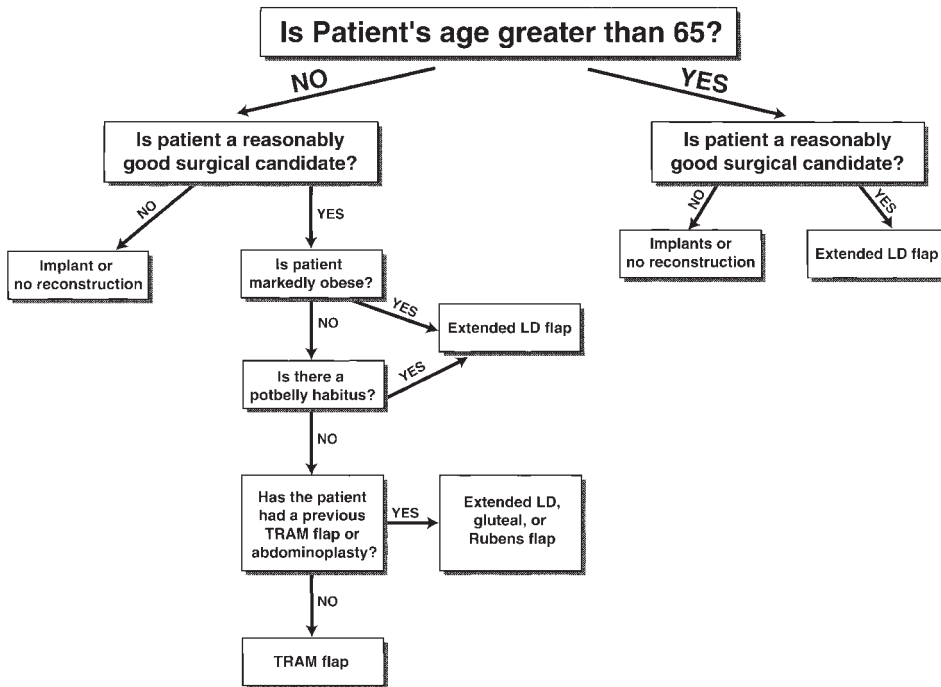 Is Patient's age greater than 65?
NO
YES
Is patient a reasonably
good surgical candidate?
Is patient a reasonably
good surgical candidate?
NO
YES
NO
YES
Implant or
no reconstruction
Is patient
markedly obese?
Implants or
no reconstruction
Extended LD flap
YES
NO
Extended LD flap
Is there a
potbelly habitus?
YES
NO
Has the patient
had a previous
TRAM flap or
abdominoplasty?
YES
Extended LD,
gluteal, or
Rubens flap
NO
TRAM flap